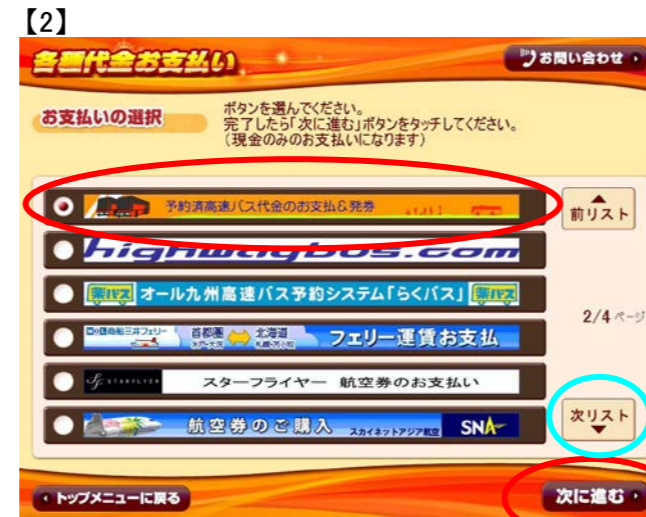 【2】
各種代金お支払い
お問い合わせ
お支払いの選択
ボタンを選んでください。
完了したら「次に進む」ボタンをタッチしてください。
（現金のみのお支払いになります）
予約済高速バス代金のお支払&発券
前リスト
highwaybus.com
楽バス オール九州高速バス予約システム「らくバス」 楽バス
2/4 ページ
商船三井フェリー 首都圏 北海道 フェリー運賃お支払
STARFLYER スターフライヤー 航空券のお支払い
航空券のご購入 スカイネットアジア航空 SNA
次リスト
トップメニューに戻る
次に進む